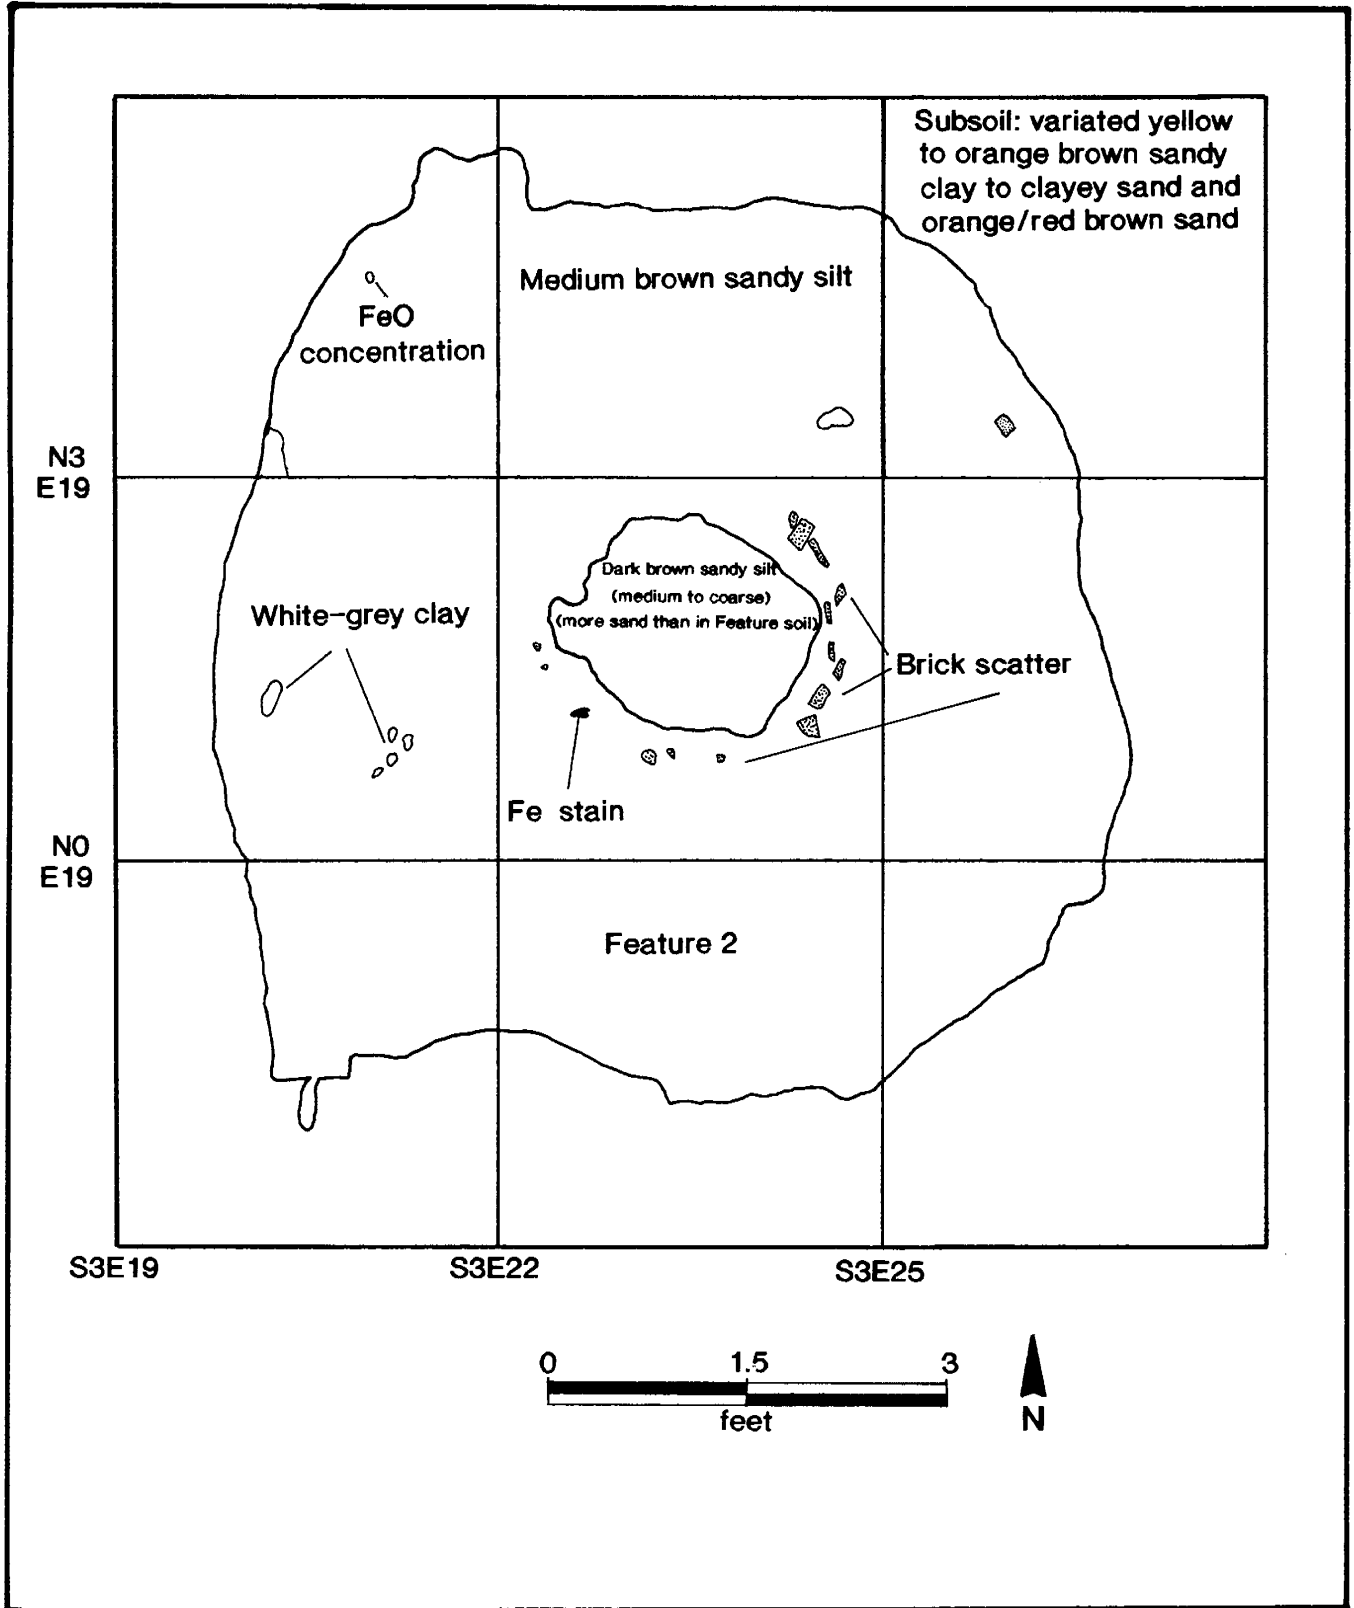 Subsoil: variated yellow
to orange brown sandy
clay to clayey sand and
orange/red brown sand
Medium brown sandy silt
FeO
concentration
N3
E19
Dark brown sandy silt
(medium to coarse)
(more sand than in Feature soil)
White-grey clay
Brick scatter
Fe stain
N0
E19
Feature 2
S3E19
S3E22
S3E25
0 1.5 3
feet
N